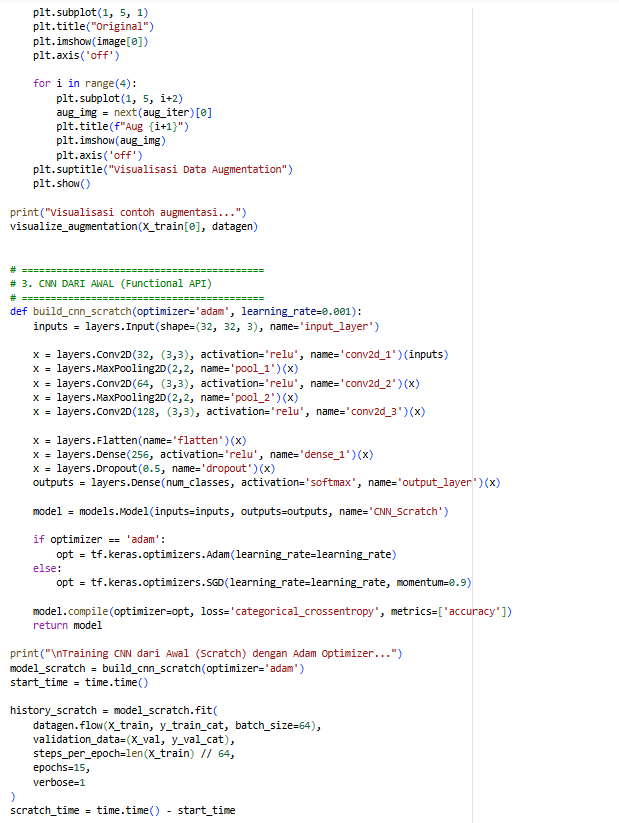 plt.subplot(1, 5, 1)
    plt.title("Original")
    plt.imshow(image[0])
    plt.axis('off')

    for i in range(4):
        plt.subplot(1, 5, i+2)
        aug_img = next(aug_iter)[0]
        plt.title(f"Aug {i+1}")
        plt.imshow(aug_img)
        plt.axis('off')
    plt.suptitle("Visualisasi Data Augmentation")
    plt.show()

print("Visualisasi contoh augmentasi...")
visualize_augmentation(X_train[0], datagen)


# ==========================================
# 3. CNN DARI AWAL (Functional API)
# ==========================================
def build_cnn_scratch(optimizer='adam', learning_rate=0.001):
    inputs = layers.Input(shape=(32, 32, 3), name='input_layer')

    x = layers.Conv2D(32, (3,3), activation='relu', name='conv2d_1')(inputs)
    x = layers.MaxPooling2D(2,2, name='pool_1')(x)
    x = layers.Conv2D(64, (3,3), activation='relu', name='conv2d_2')(x)
    x = layers.MaxPooling2D(2,2, name='pool_2')(x)
    x = layers.Conv2D(128, (3,3), activation='relu', name='conv2d_3')(x)

    x = layers.Flatten(name='flatten')(x)
    x = layers.Dense(256, activation='relu', name='dense_1')(x)
    x = layers.Dropout(0.5, name='dropout')(x)
    outputs = layers.Dense(num_classes, activation='softmax', name='output_layer')(x)

    model = models.Model(inputs=inputs, outputs=outputs, name='CNN_Scratch')

    if optimizer == 'adam':
        opt = tf.keras.optimizers.Adam(learning_rate=learning_rate)
    else:
        opt = tf.keras.optimizers.SGD(learning_rate=learning_rate, momentum=0.9)

    model.compile(optimizer=opt, loss='categorical_crossentropy', metrics=['accuracy'])
    return model

print("\nTraining CNN dari Awal (Scratch) dengan Adam Optimizer...")
model_scratch = build_cnn_scratch(optimizer='adam')
start_time = time.time()

history_scratch = model_scratch.fit(
    datagen.flow(X_train, y_train_cat, batch_size=64),
    validation_data=(X_val, y_val_cat),
    steps_per_epoch=len(X_train) // 64,
    epochs=15,
    verbose=1
)
scratch_time = time.time() - start_time